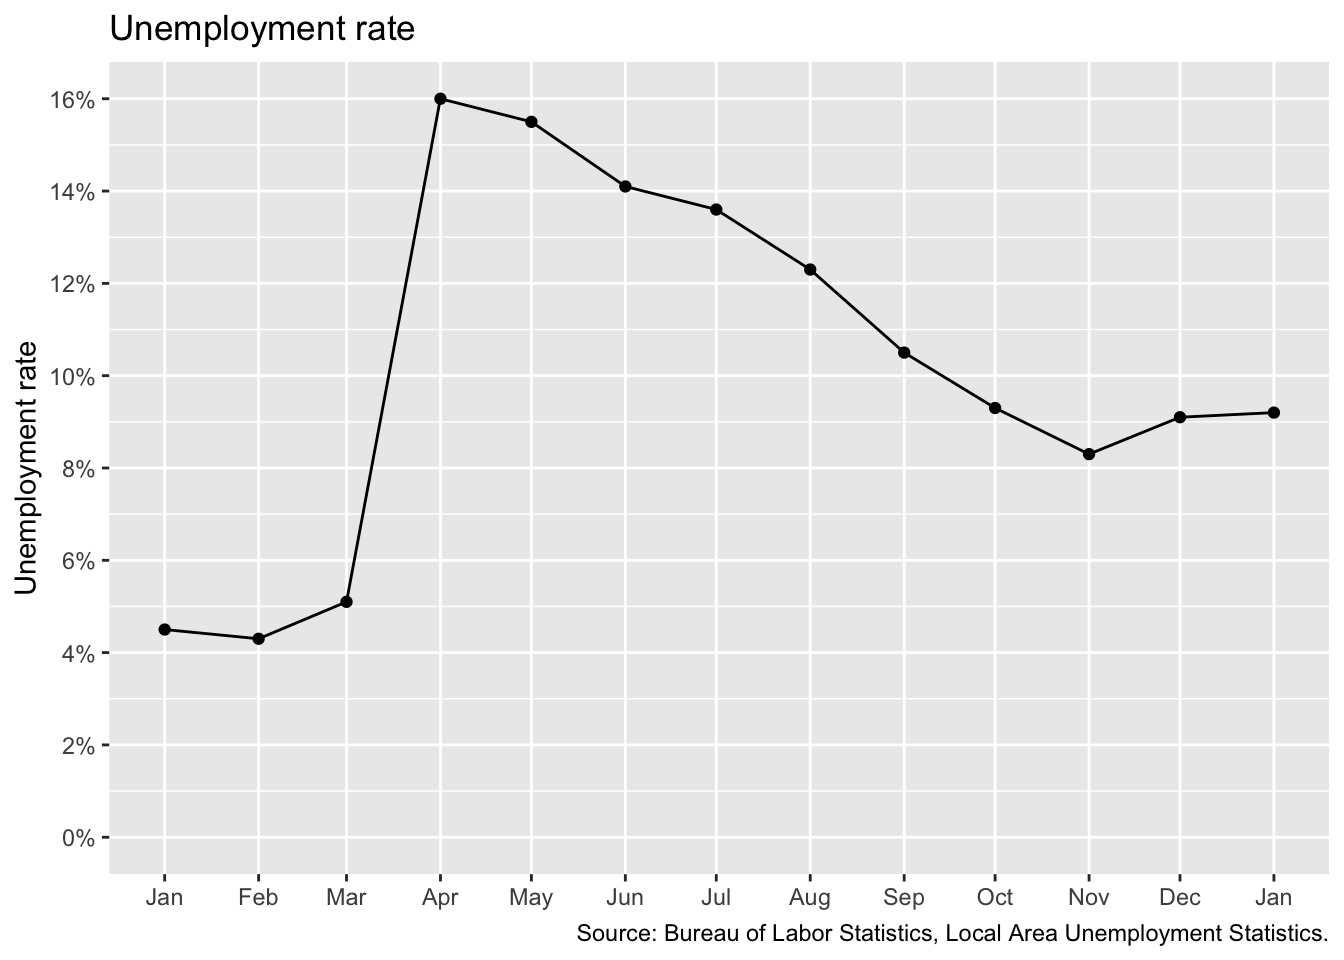 Unemployment rate
Unemployment rate
16%
14%
12%
10%
8%
6%
4%
2%
0%
Jan Feb Mar Apr May Jun Jul Aug Sep Oct Nov Dec Jan
Source: Bureau of Labor Statistics, Local Area Unemployment Statistics.